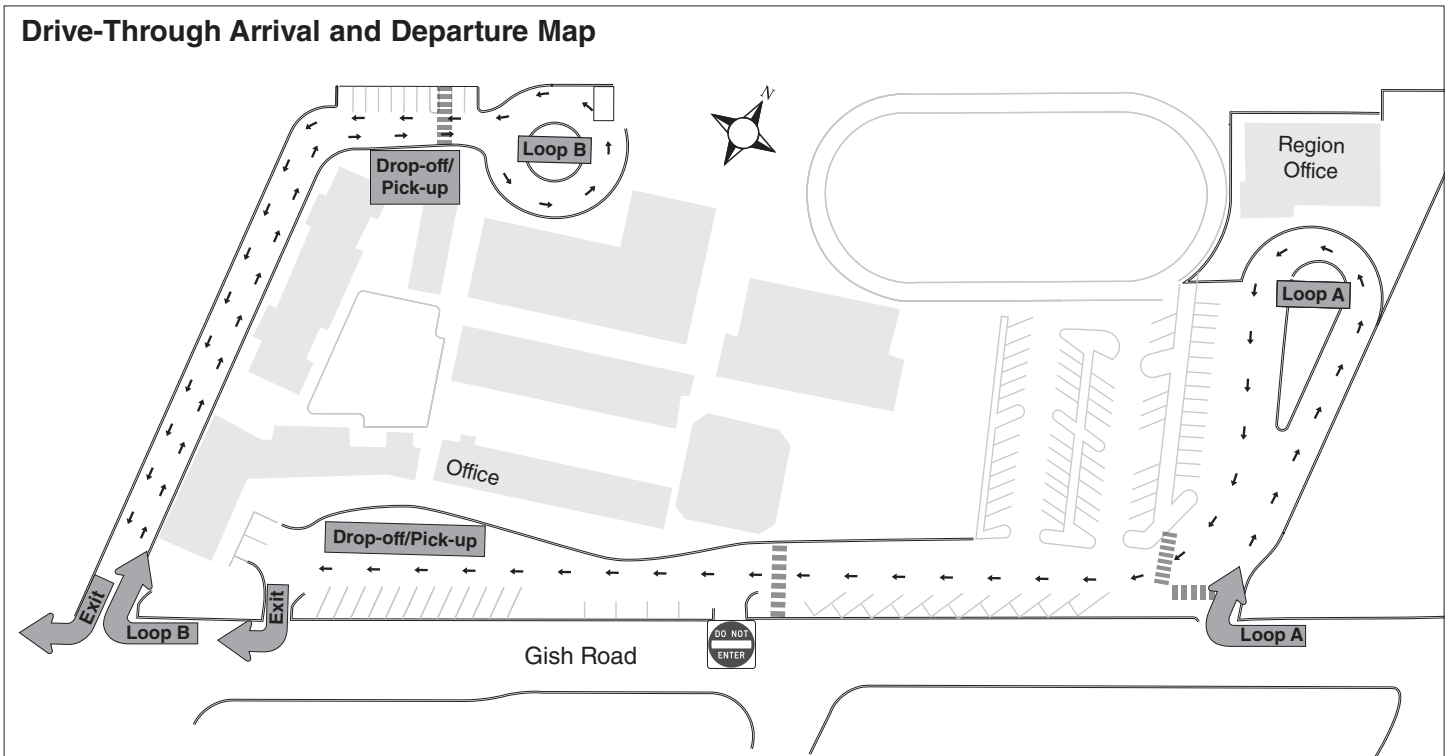 Drive-Through Arrival and Departure Map
N
Loop B
Drop-off/
Pick-up
Region
Office
Loop A
Office
Drop-off/Pick-up
Exit
Loop B
Exit
DO NOT
ENTER
Loop A
Gish Road